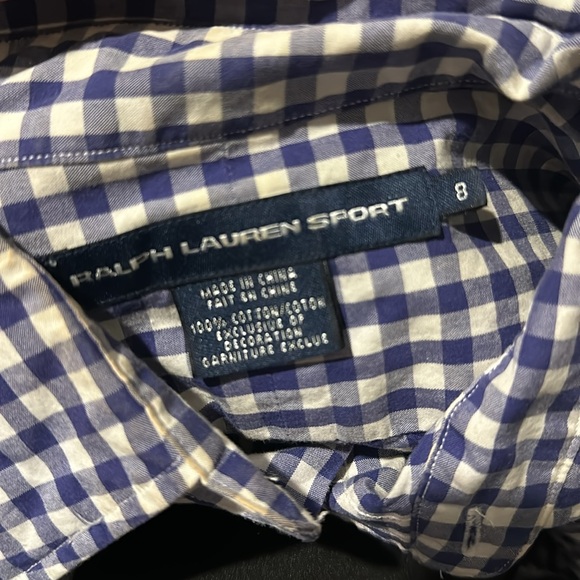 RALPH LAUREN SPORT
8
MADE IN CHINA
FAIT EN CHINE
100% COTTON/COTON
EXCLUSIVE OF
DECORATION
GARNITURE EXCLUE